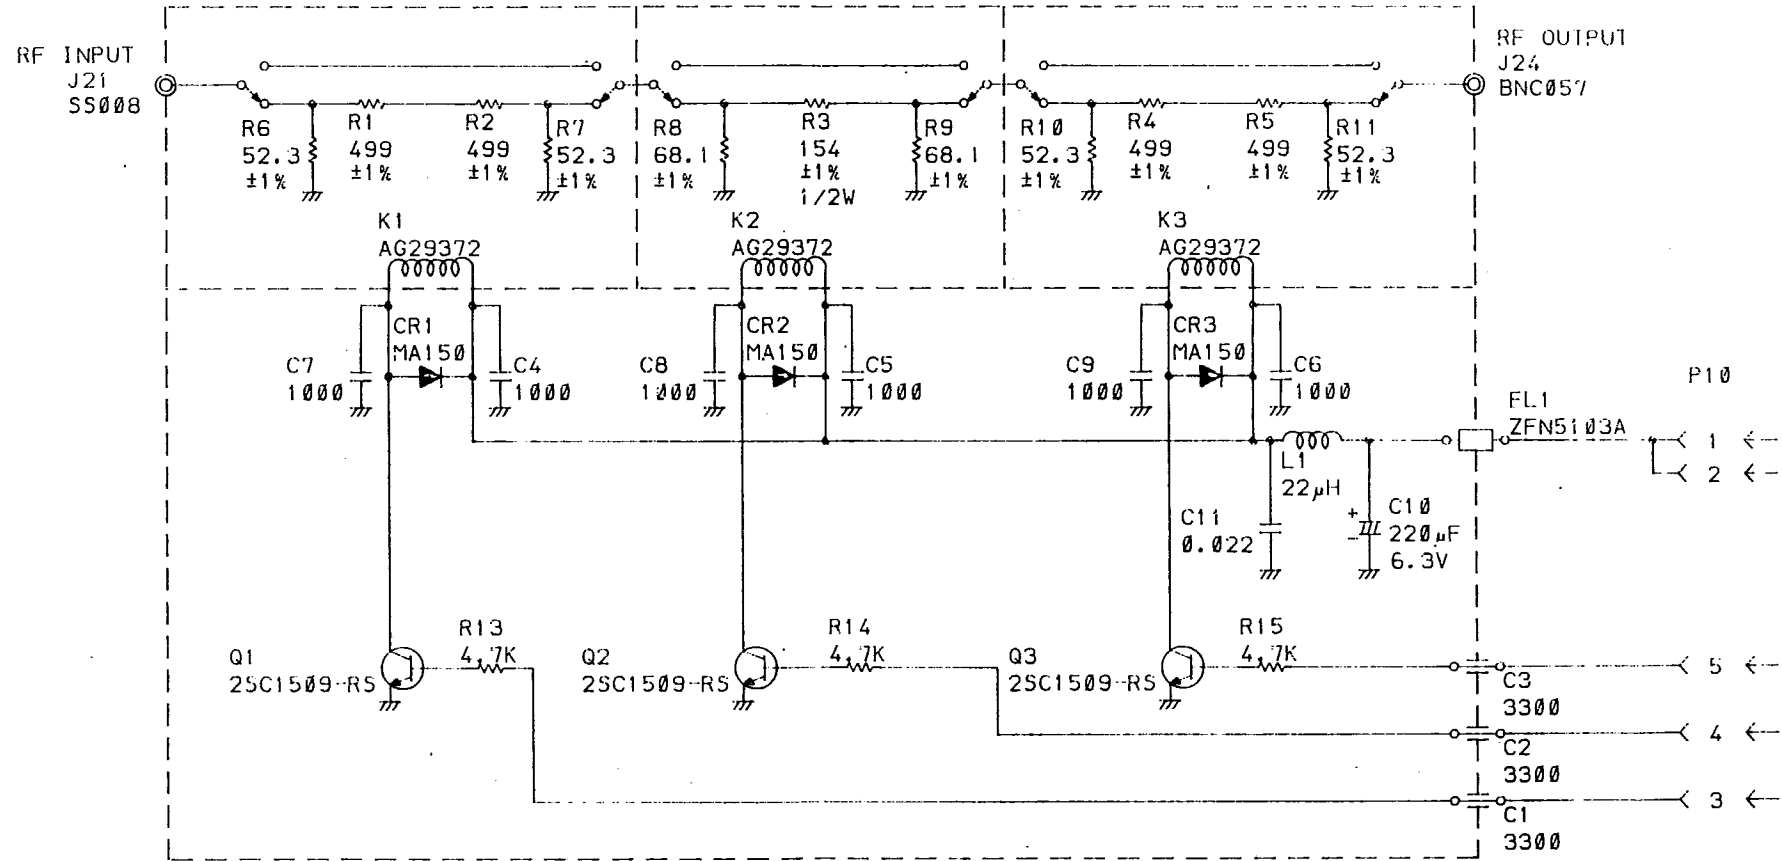 RF INPUT
J21
SS008
RF OUTPUT
J24
BNC057
R6
52.3
±1%
R1
499
±1%
R2
499
±1%
R7
52.3
±1%
R8
68.1
±1%
R3
154
±1%
1/2W
R9
68.1
±1%
R10
52.3
±1%
R4
499
±1%
R5
499
±1%
R11
52.3
±1%
K1
AG29372
K2
AG29372
K3
AG29372
C7
1000
CR1
MA150
C4
1000
C8
1000
CR2
MA150
C5
1000
C9
1000
CR3
MA150
C6
1000
P10
FL1
ZFN5103A
1
2
L1
22μH
C11
0.022
+
-
C10
220μF
6.3V
Q1
2SC1509-RS
R13
4.7K
Q2
2SC1509-RS
R14
4.7K
Q3
2SC1509-RS
R15
4.7K
C3
3300
5
C2
3300
4
C1
3300
3